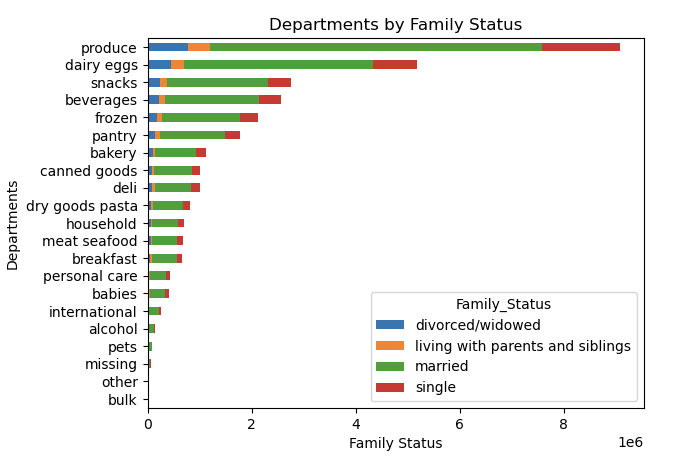 Departments by Family Status
produce
dairy eggs
snacks
beverages
frozen
pantry
bakery
canned goods
deli
dry goods pasta
household
meat seafood
breakfast
personal care
babies
international
alcohol
pets
missing
other
bulk
Departments
Family_Status
divorced/widowed
living with parents and siblings
married
single
0 2 4 6 8
1e6
Family Status